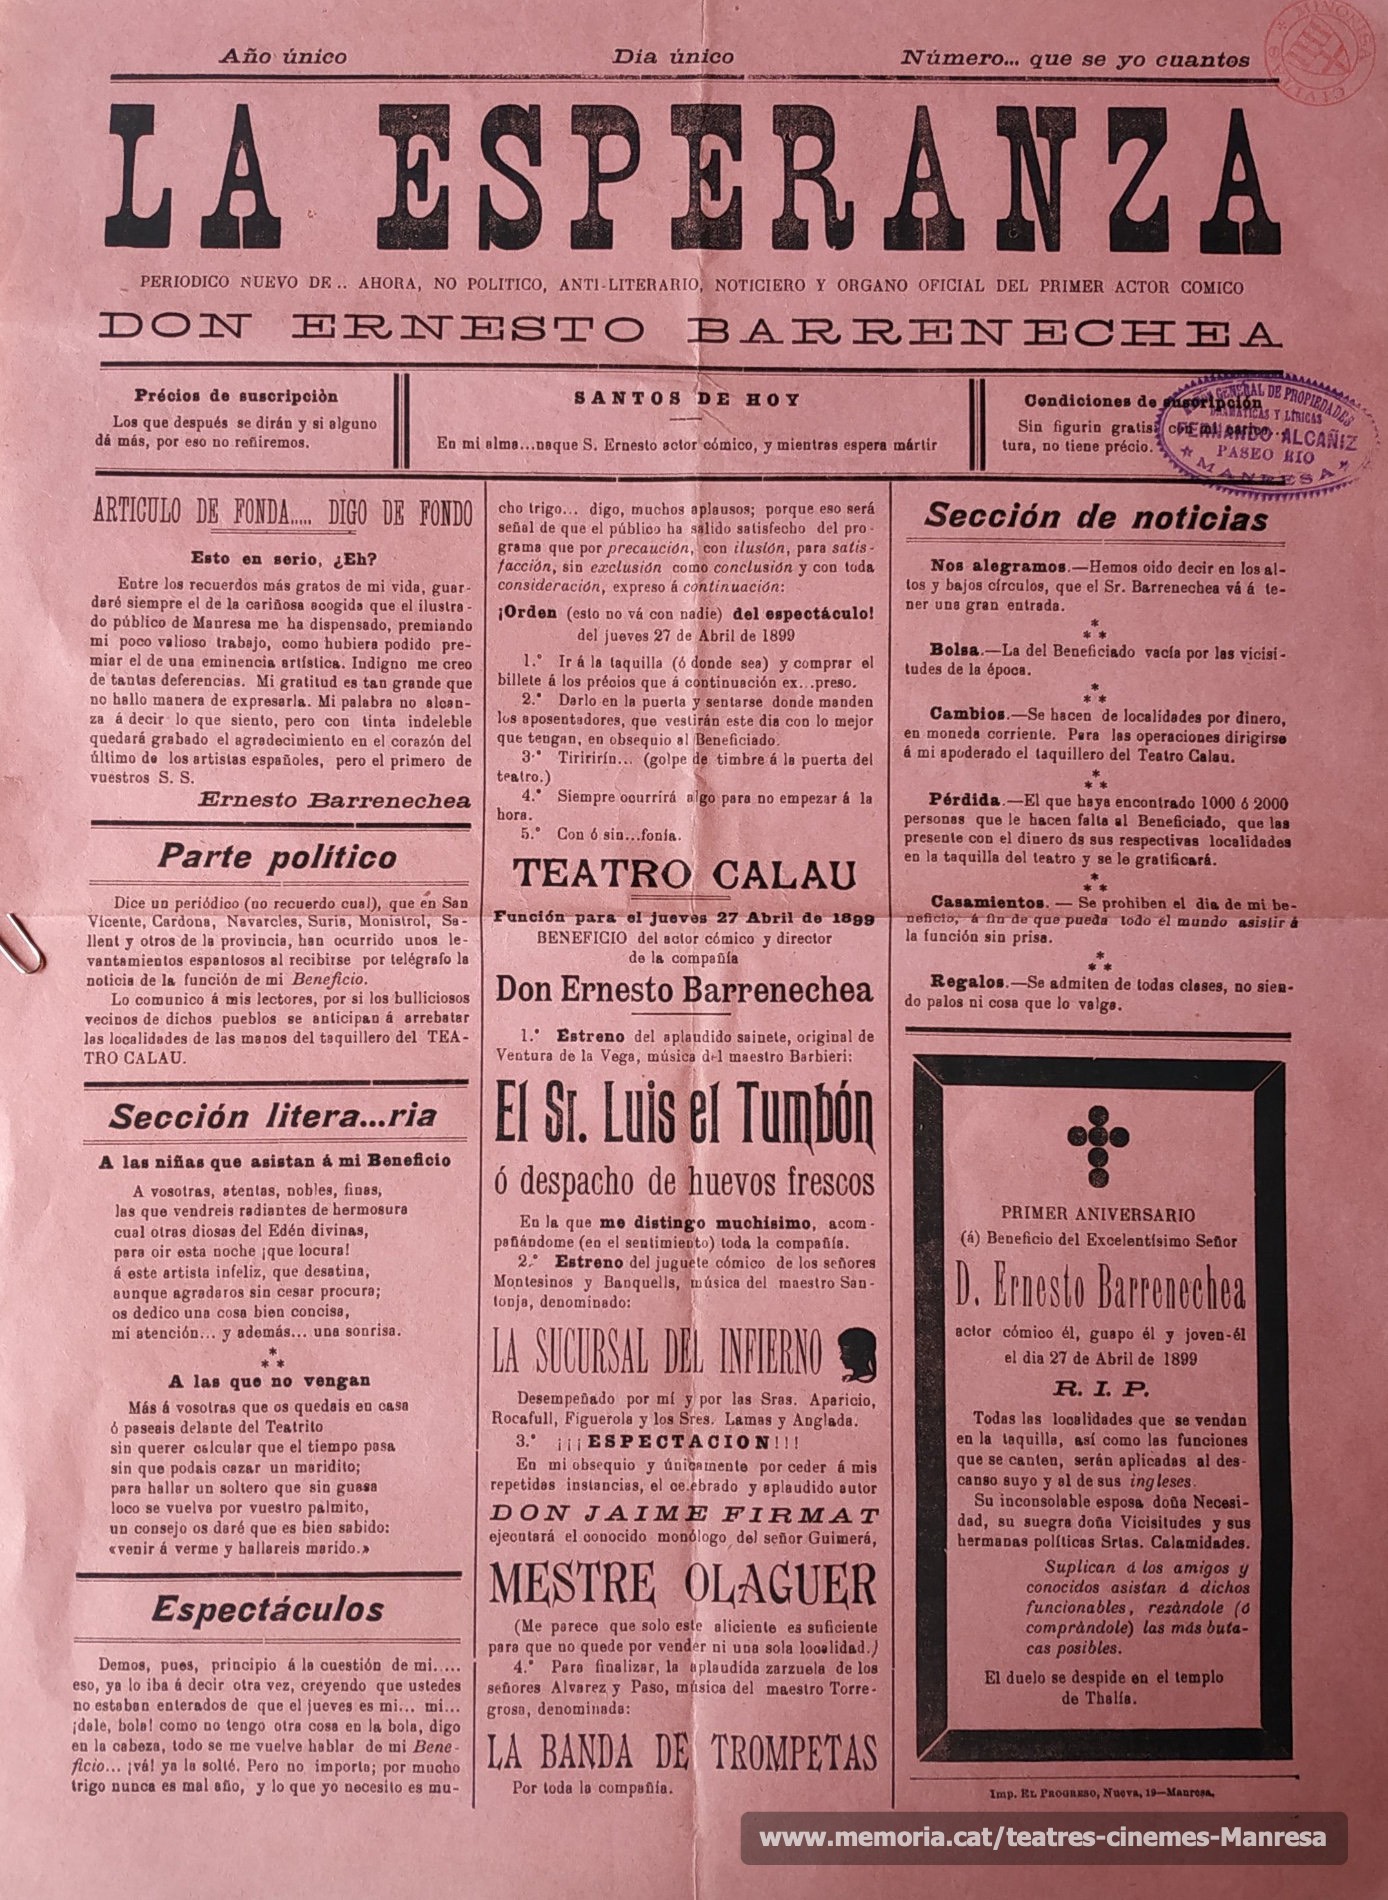 Año único
Dia único
Número... que se yo cuantos
LA ESPERANZA
PERIODICO NUEVO DE.. AHORA, NO POLITICO, ANTI-LITERARIO, NOTICIERO Y ORGANO OFICIAL DEL PRIMER ACTOR COMICO
DON ERNESTO BARRENECHEA
Précios de suscripciòn
Los que después se dirán y si alguno
dá más, por eso no reñiremos.
SANTOS DE HOY
En mi alma...naque S. Ernesto actor cómico, y mientras espera mártir
Condiciones de suscripción
Sin figurin gratis, con mi carica-
tura, no tiene précio.
GENERAL DE PROPIEDADES
DRAMÁTICAS Y LÍRICAS
FERNANDO ALCAÑIZ
PASEO RIO
MANRESA
ARTICULO DE FONDA..... DIGO DE FONDO
Esto en serio, ¿Eh?
Entre los recuerdos más gratos de mi vida, guar-
daré siempre el de la cariñosa acogida que el ilustra-
do público de Manresa me ha dispensado, premiando
mi poco valioso trabajo, como hubiera podido pre-
miar el de una eminencia artística. Indigno me creo
de tantas deferencias. Mi gratitud es tan grande que
no hallo manera de expresarla. Mi palabra no alcan-
za á decir lo que siento, pero con tinta indeleble
quedará grabado el agradecimiento en el corazón del
último de los artistas españoles, pero el primero de
vuestros S. S.
Ernesto Barrenechea
Parte político
Dice un periódico (no recuerdo cual), que én San
Vicente, Cardona, Navarcles, Suria, Monistrol, Sa-
llent y otros de la provincia, han ocurrido unos le-
vantamientos espantosos al recibirse por telégrafo la
noticia de la función de mi Beneficio.
Lo comunico á mis lectores, por si los bulliciosos
vecinos de dichos pueblos se anticipan á arrebatar
las localidades de las manos del taquillero del TEA-
TRO CALAU.
Sección litera...ria
A las niñas que asistan á mi Beneficio
A vosotras, atentas, nobles, finas,
las que vendreis radiantes de hermosura
cual otras diosas del Edén divinas,
para oir esta noche ¡que locura!
á este artista infeliz, que desatina,
aunque agradaros sin cesar procura;
os dedico una cosa bien concisa,
mi atención... y además... una sonrisa.
* * *
A las que no vengan
Más á vosotras que os quedais en casa
ó paseais delante del Teatrito
sin querer calcular que el tiempo pasa
sin que podais cazar un maridito;
para hallar un soltero que sin guasa
loco se vuelva por vuestro palmito,
un consejo os daré que es bien sabido:
«venir á verme y hallareis marido.»
Espectáculos
Demos, pues, principio á la cuestión de mi.....
eso, ya lo iba á decir otra vez, creyendo que ustedes
no estaban enterados de que el jueves es mi... mi...
¡dale, bola! como no tengo otra cosa en la bola, digo
en la cabeza, todo se me vuelve hablar de mi Bene-
ficio... ¡vá! ya la solté. Pero no importa; por mucho
trigo nunca es mal año, y lo que yo necesito es mu-
cho trigo... digo, muchos aplausos; porque eso será
señal de que el público ha salido satisfecho del pro-
grama que por precaución, con ilusión, para satis-
facción, sin exclusión como conclusión y con toda
consideración, expreso á continuación:
¡Orden (esto no vá con nadie) del espectáculo!
del jueves 27 de Abril de 1899
1.° Ir á la taquilla (ó donde sea) y comprar el
billete á los précios que á continuación ex...preso.
2.° Darlo en la puerta y sentarse donde manden
los aposentadores, que vestirán este dia con lo mejor
que tengan, en obsequio al Beneficiado.
3.° Tiriririn... (golpe de timbre á la puerta del
teatro.)
4.° Siempre ocurrirá algo para no empezar á la
hora.
5.° Con ó sin...fonía.
TEATRO CALAU
Función para el jueves 27 Abril de 1899
BENEFICIO del actor cómico y director
de la compañía
Don Ernesto Barrenechea
1.° Estreno del aplaudido sainete, original de
Ventura de la Vega, música del maestro Barbieri:
El Sr. Luis el Tumbón
ó despacho de huevos frescos
En la que me distingo muchisimo, acom-
pañándome (en el sentimiento) toda la compañía.
2.° Estreno del juguete cómico de los señores
Montesinos y Banquells, música del maestro San-
tonja, denominado:
LA SUCURSAL DEL INFIERNO
Desempeñado por mí y por las Sras. Aparicio,
Rocafull, Figuerola y los Sres. Lamas y Anglada.
3.° ¡¡¡ESPECTACION!!!
En mi obsequio y únicamente por ceder á mis
repetidas instancias, el celebrado y aplaudido autor
DON JAIME FIRMAT
ejecutará el conocido monólogo del señor Guimerá,
MESTRE OLAGUER
(Me parece que solo este aliciente es suficiente
para que no quede por vender ni una sola localidad.)
4.° Para finalizar, la aplaudida zarzuela de los
señores Alvarez y Paso, música del maestro Torre-
grosa, denominada:
LA BANDA DE TROMPETAS
Por toda la compañía.
Sección de noticias
Nos alegramos.—Hemos oido decir en los al-
tos y bajos círculos, que el Sr. Barrenechea vá á te-
ner una gran entrada.
* * *
Bolsa.—La del Beneficiado vacía por las vicisi-
tudes de la época.
* * *
Cambios.—Se hacen de localidades por dinero,
en moneda corriente. Para las operaciones dirigirse
á mi apoderado el taquillero del Teatro Calau.
* * *
Pérdida.—El que haya encontrado 1000 ó 2000
personas que le hacen falta al Beneficiado, que las
presente con el dinero ds sus respectivas localidades
en la taquilla del teatro y se le gratificará.
* * *
Casamientos.—Se prohiben el dia de mi be-
neficio, á fin de que pueda todo el mundo asistir á
la función sin prisa.
* * *
Regalos.—Se admiten de todas clases, no sien-
do palos ni cosa que lo valga.
PRIMER ANIVERSARIO
(á) Beneficio del Excelentísimo Señor
D. Ernesto Barrenechea
actor cómico él, guapo él y joven-él
el dia 27 de Abril de 1899
R. I. P.
Todas las localidades que se vendan
en la taquilla, así como las funciones
que se canten, serán aplicadas al des-
canso suyo y al de sus ingleses.
Su inconsolable esposa doña Necesi-
dad, su suegra doña Vicisitudes y sus
hermanas políticas Srtas. Calamidades.
Suplican á los amigos y
conocidos asistan á dichos
funcionables, rezàndole (ó
compràndole) las más buta-
cas posibles.
El duelo se despide en el templo
de Thalía.
Imp. EL PROGRESO, Nueva, 19—Manresa.
www.memoria.cat/teatres-cinemes-Manresa